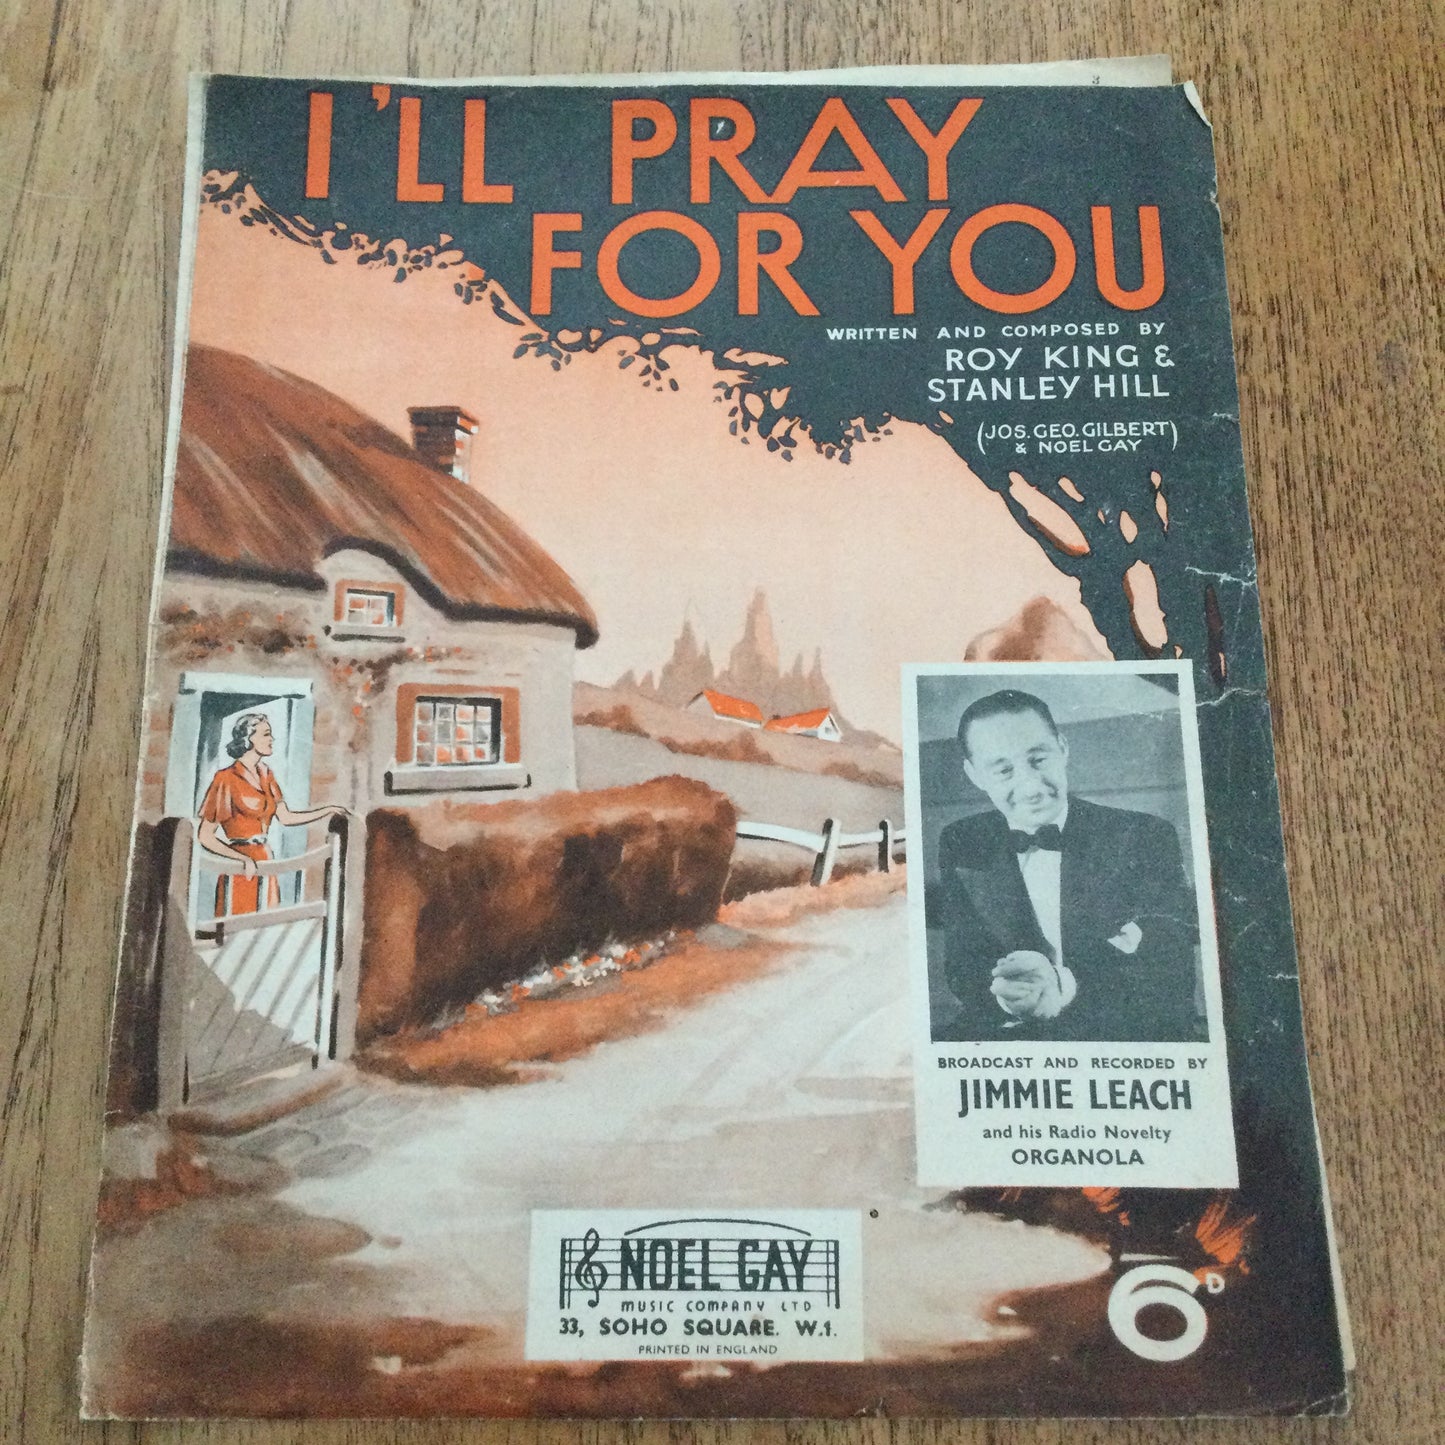 3
I'LL PRAY
FOR YOU
WRITTEN AND COMPOSED BY
ROY KING &
STANLEY HILL
(JOS. GEO. GILBERT)
& NOEL GAY
BROADCAST AND RECORDED BY
JIMMIE LEACH
and his Radio Novelty
ORGANOLA
NOEL GAY
MUSIC COMPANY LTD
33, SOHO SQUARE. W.1.
PRINTED IN ENGLAND
6D